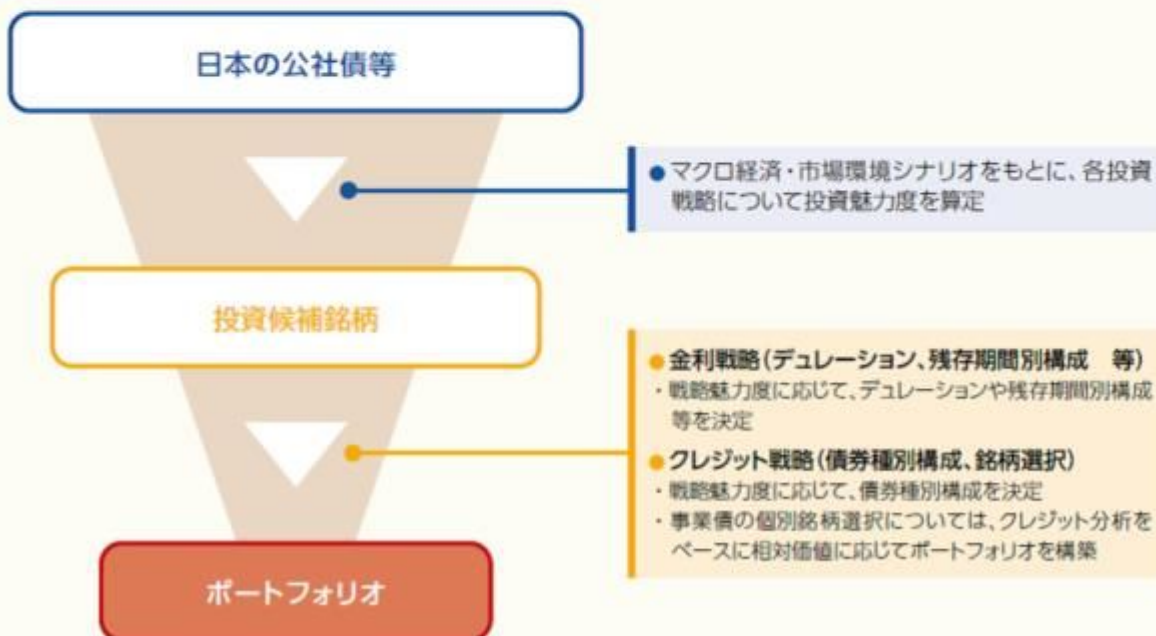 日本の公社債等
●マクロ経済・市場環境シナリオをもとに、各投資
戦略について投資魅力度を算定
投資候補銘柄
●金利戦略(デュレーション、残存期間別構成　等)
・戦略魅力度に応じて、デュレーションや残存期間別構成
等を決定
●クレジット戦略(債券種別構成、銘柄選択)
・戦略魅力度に応じて、債券種別構成を決定
・事業債の個別銘柄選択については、クレジット分析を
ベースに相対価値に応じてポートフォリオを構築
ポートフォリオ